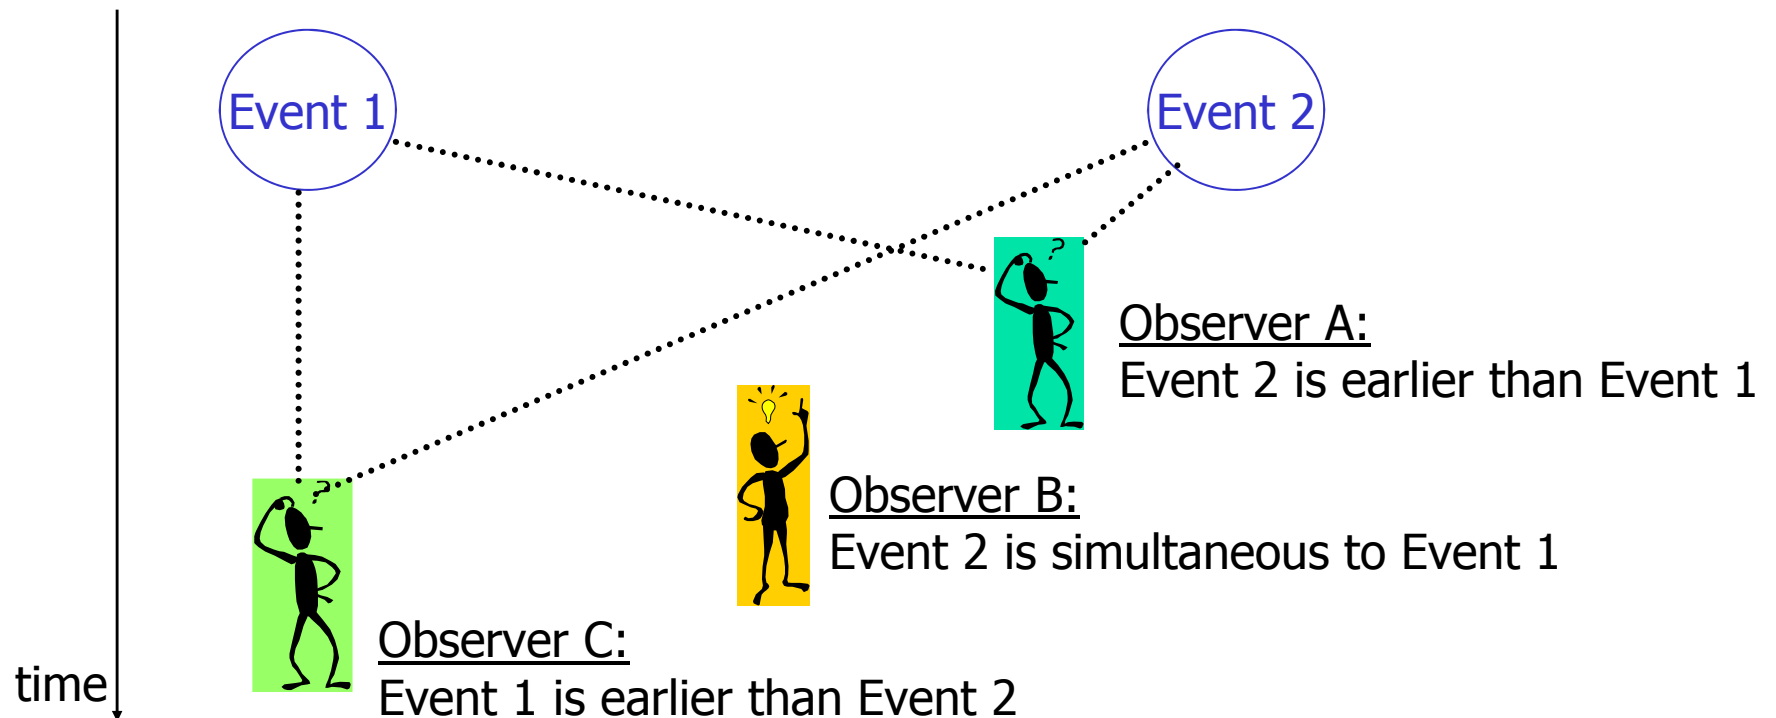 Event 1
Event 2
?
Observer A:
Event 2 is earlier than Event 1
Observer B:
Event 2 is simultaneous to Event 1
?
Observer C:
Event 1 is earlier than Event 2
time